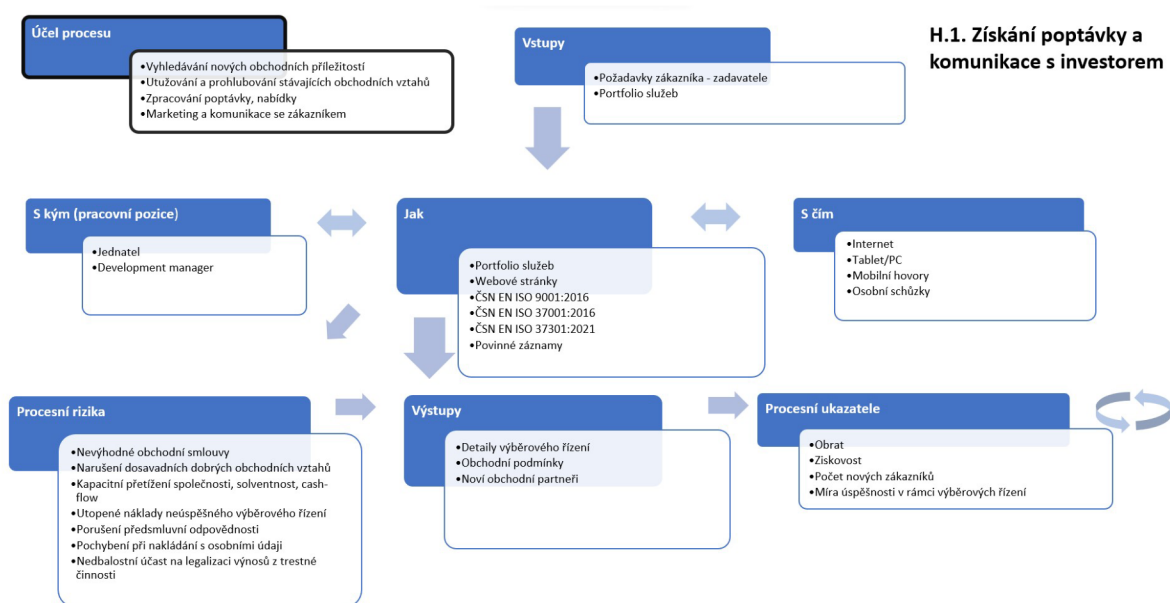 Účel procesu
•Vyhledávání nových obchodních příležitostí
•Utužování a prohlubování stávajících obchodních vztahů
•Zpracování poptávky, nabídky
•Marketing a komunikace se zákazníkem
Vstupy
•Požadavky zákazníka - zadavatele
•Portfolio služeb
H.1. Získání poptávky a
komunikace s investorem
S kým (pracovní pozice)
•Jednatel
•Development manager
Jak
•Portfolio služeb
•Webové stránky
•ČSN EN ISO 9001:2016
•ČSN EN ISO 37001:2016
•ČSN EN ISO 37301:2021
•Povinné záznamy
S čím
•Internet
•Tablet/PC
•Mobilní hovory
•Osobní schůzky
Procesní rizika
•Nevýhodné obchodní smlouvy
•Narušení dosavadních dobrých obchodních vztahů
•Kapacitní přetížení společnosti, solventnost, cash-
flow
•Utopené náklady neúspěšného výběrového řízení
•Porušení předsmluvní odpovědnosti
•Pochybení při nakládání s osobními údaji
•Nedbalostní účast na legalizaci výnosů z trestné
činnosti
Výstupy
•Detaily výběrového řízení
•Obchodní podmínky
•Noví obchodní partneři
Procesní ukazatele
•Obrat
•Ziskovost
•Počet nových zákazníků
•Míra úspěšnosti v rámci výběrových řízení